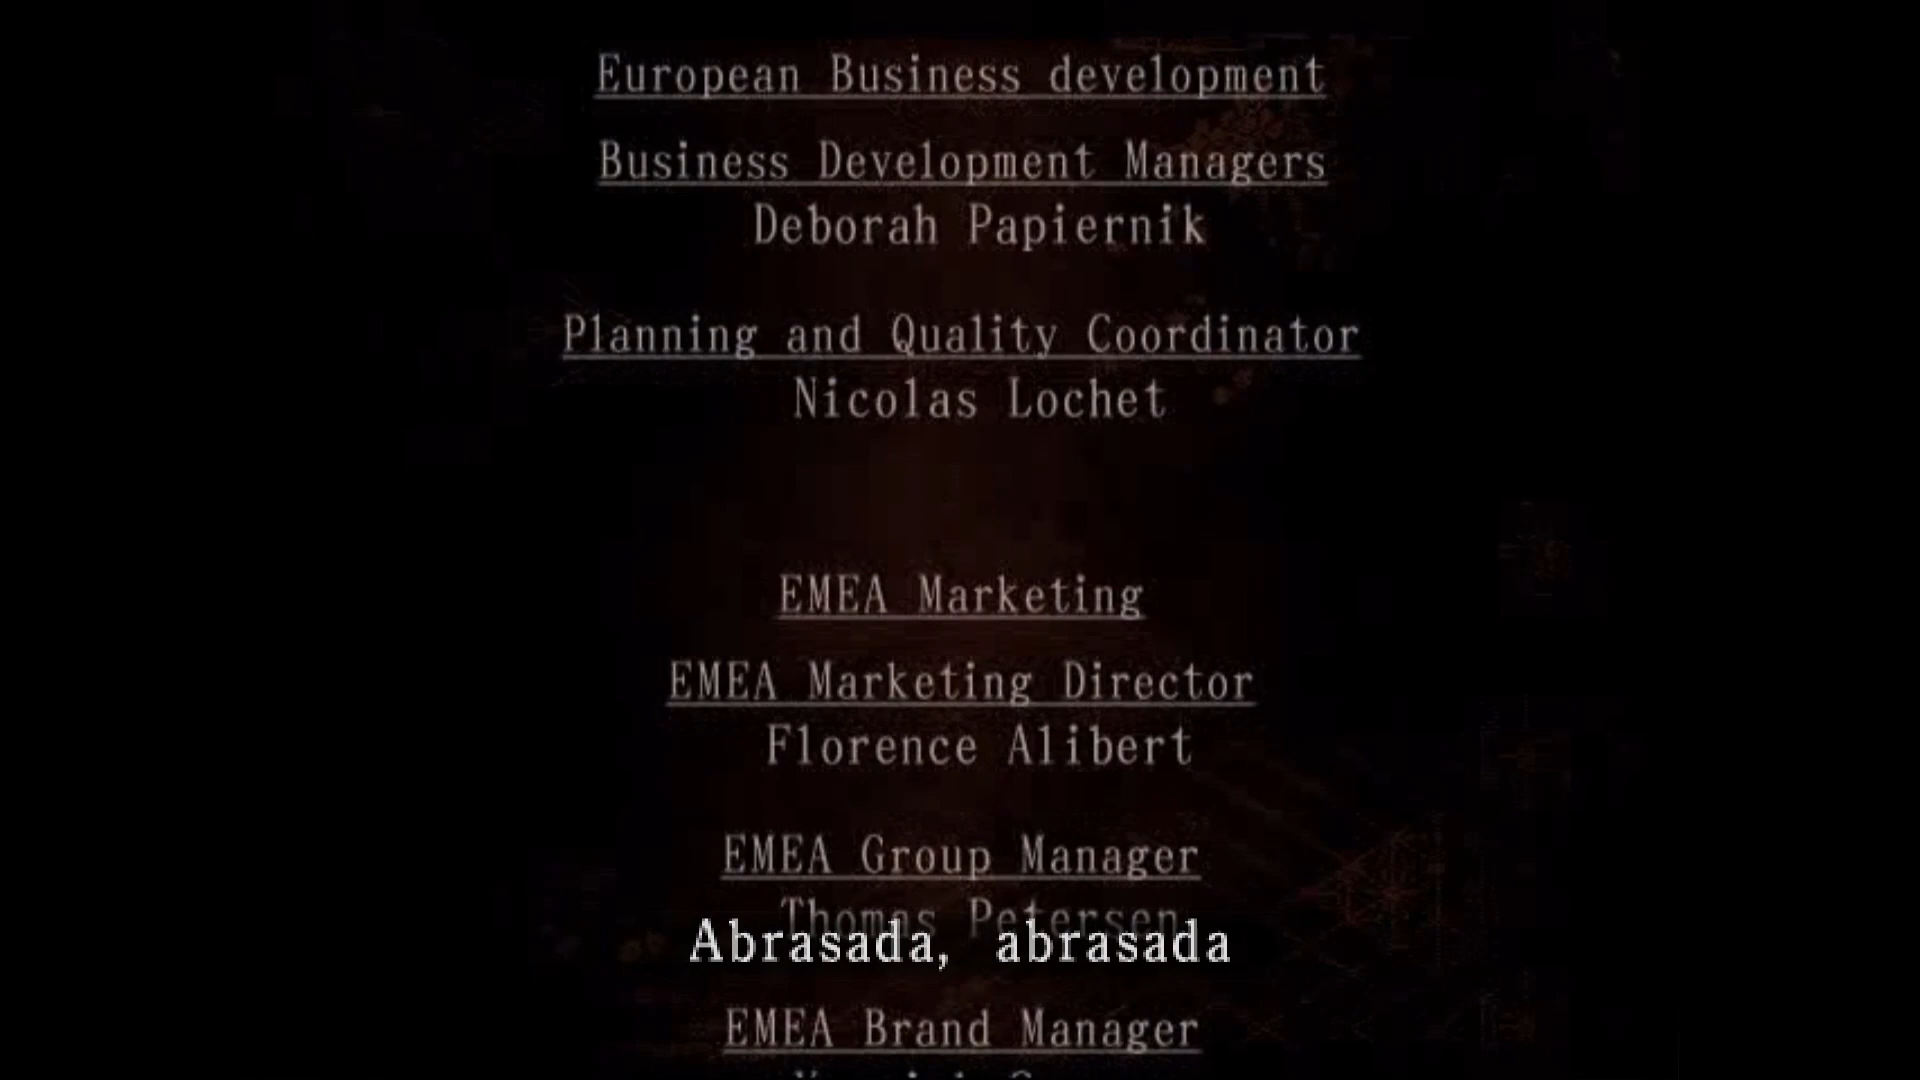 European Business development
Business Development Managers
Deborah Papiernik
Planning and Quality Coordinator
Nicolas Lochet
EMEA Marketing
EMEA Marketing Director
Florence Alibert
EMEA Group Manager
Thomas Petersen
Abrasada, abrasada
EMEA Brand Manager